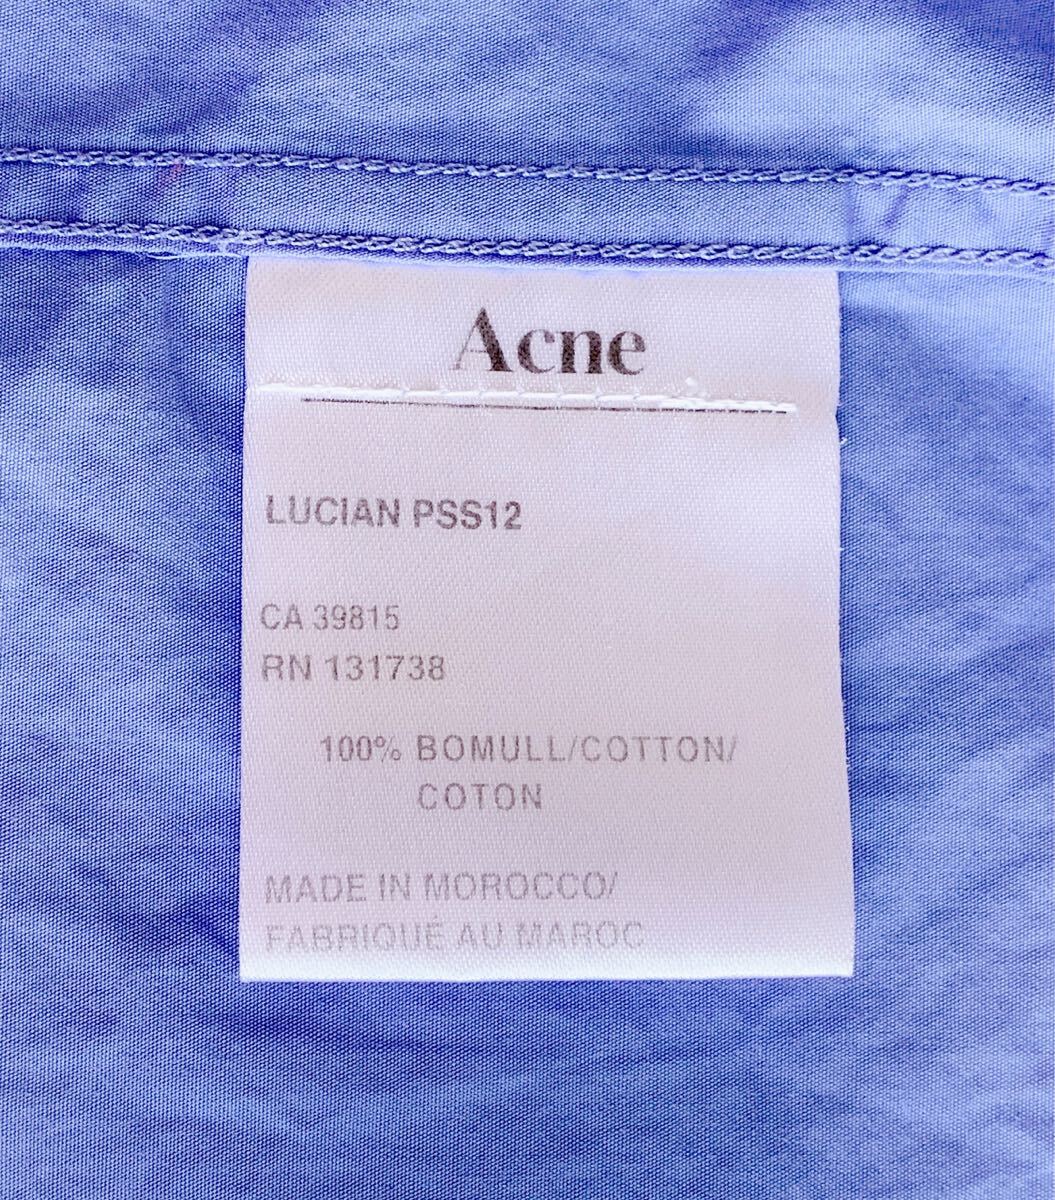 Acne
LUCIAN PSS12
CA 39815
RN 131738
100% BOMULL/COTTON/
COTON
MADE IN MOROCCO/
FABRIQUÉ AU MAROC